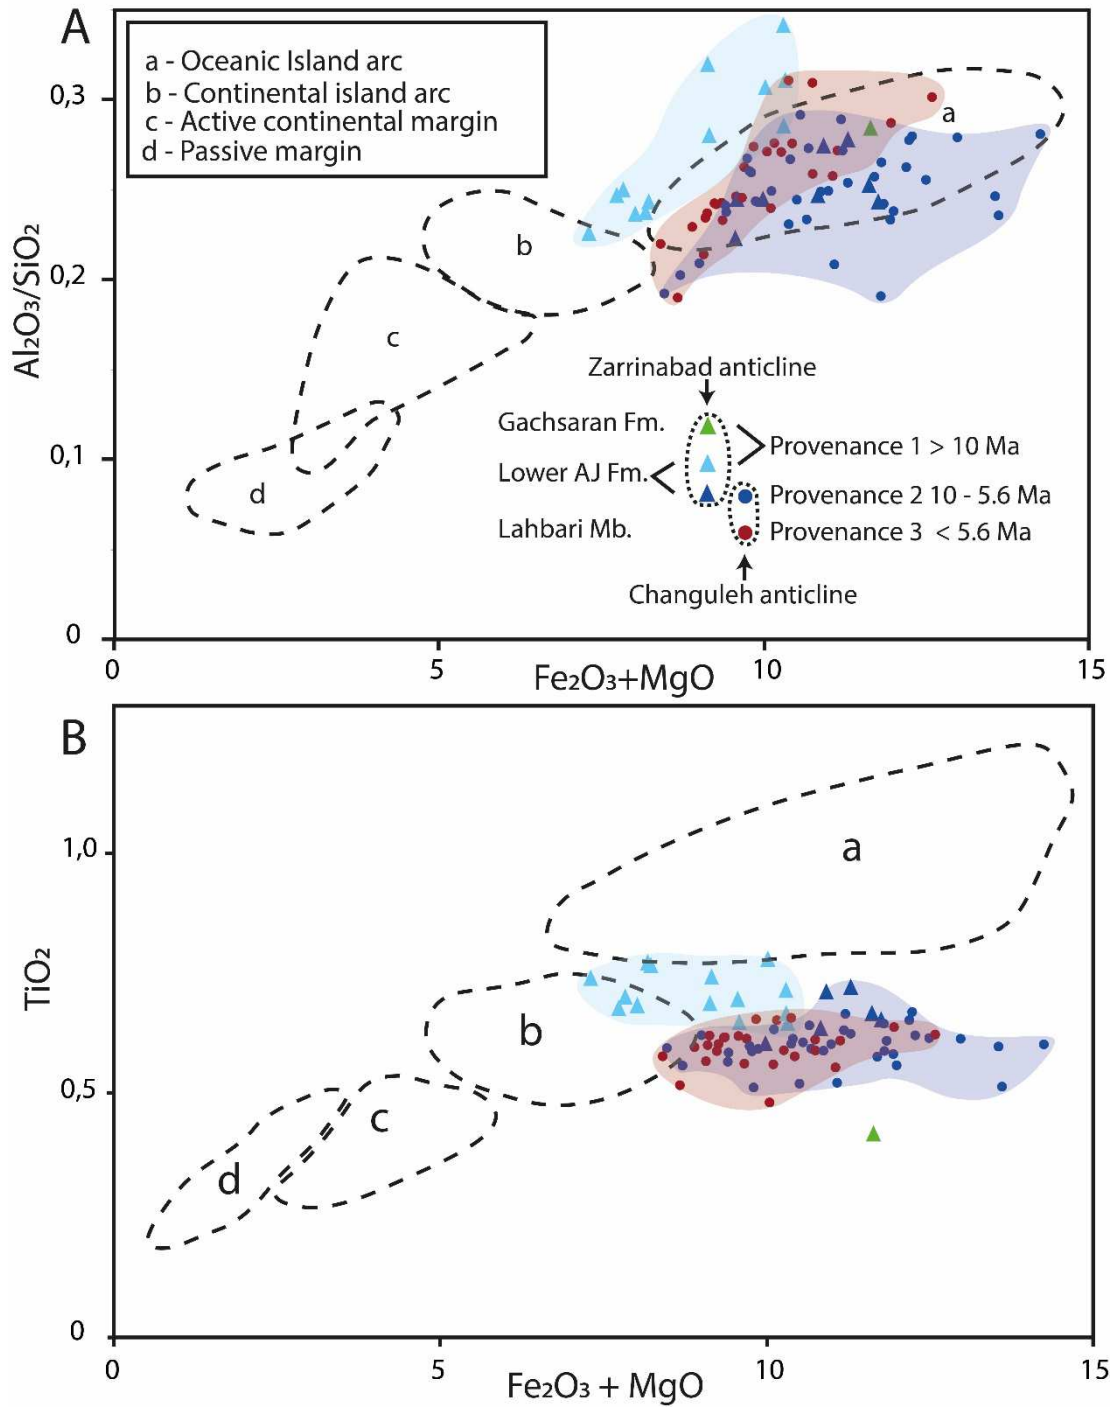 A
a - Oceanic Island arc
b - Continental island arc
c - Active continental margin
d - Passive margin
0,3
0,2
0,1
0
Al₂O₃/SiO₂
a
b
c
d
Zarrinabad anticline
Gachsaran Fm.
Provenance 1 > 10 Ma
Lower AJ Fm.
Provenance 2 10 - 5.6 Ma
Lahbari Mb.
Provenance 3 < 5.6 Ma
Changuleh anticline
0
5
10
15
Fe₂O₃+MgO
B
1,0
0,5
0
TiO₂
a
b
c
d
0
5
10
15
Fe₂O₃ + MgO